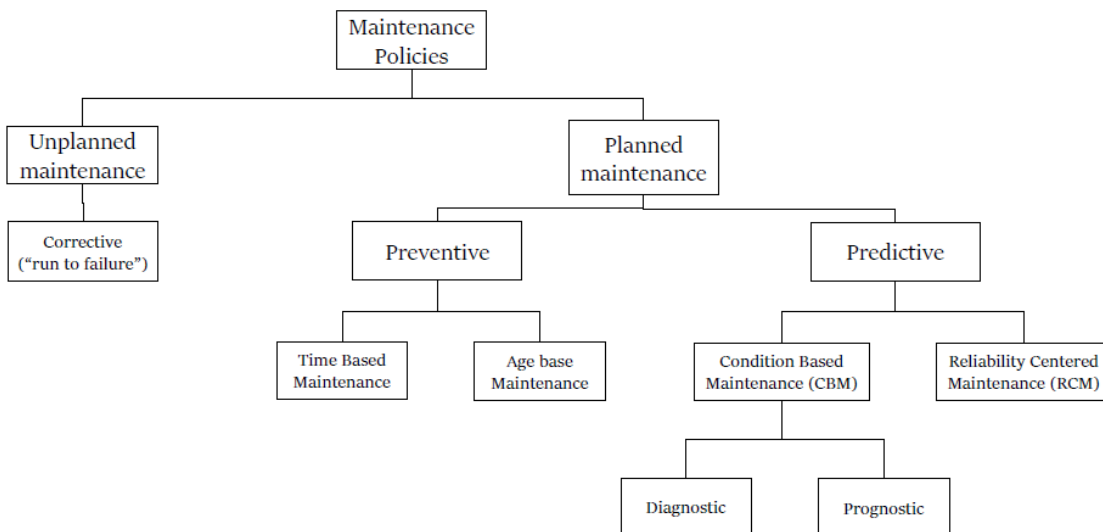 Maintenance
Policies
Unplanned
maintenance
Planned
maintenance
Corrective
(“run to failure”)
Preventive
Predictive
Time Based
Maintenance
Age base
Maintenance
Condition Based
Maintenance (CBM)
Reliability Centered
Maintenance (RCM)
Diagnostic
Prognostic